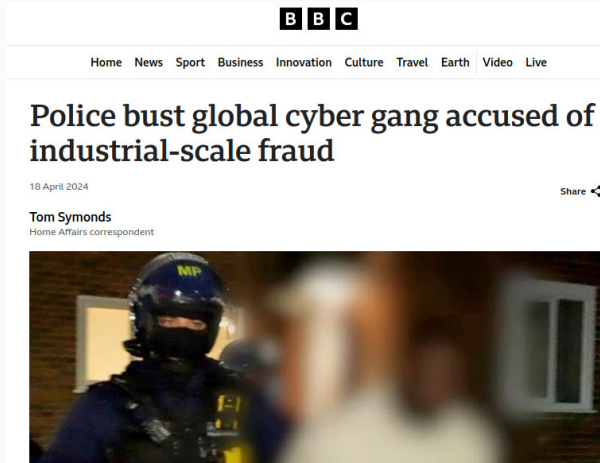 BBC
Home News Sport Business Innovation Culture Travel Earth Video Live
Police bust global cyber gang accused of
industrial-scale fraud
18 April 2024
Share
Tom Symonds
Home Affairs correspondent
MP